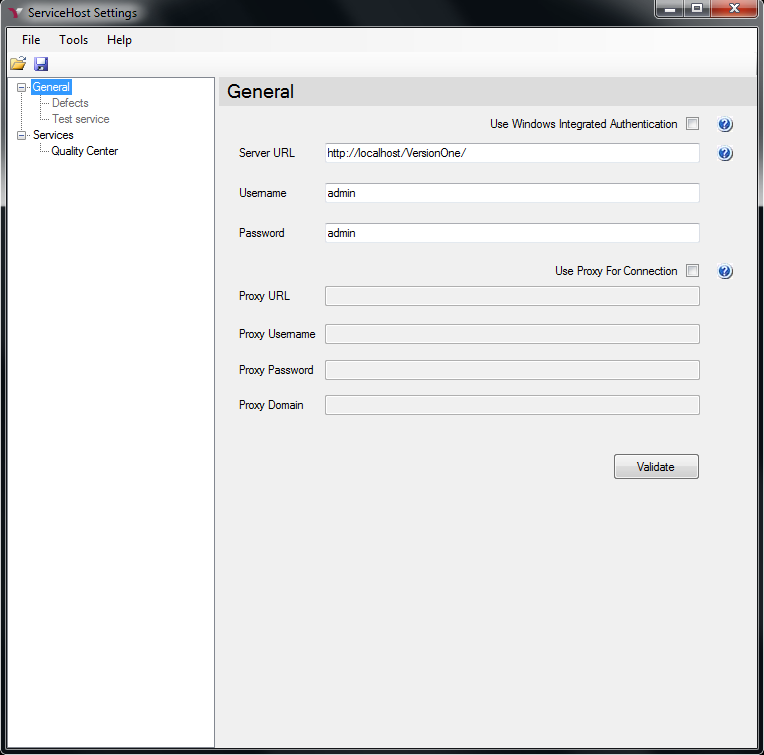 ServiceHost Settings
File Tools Help
General
Defects
Test service
Services
Quality Center
General
Use Windows Integrated Authentication
Server URL http://localhost/VersionOne/
Username admin
Password admin
Use Proxy For Connection
Proxy URL
Proxy Username
Proxy Password
Proxy Domain
Validate